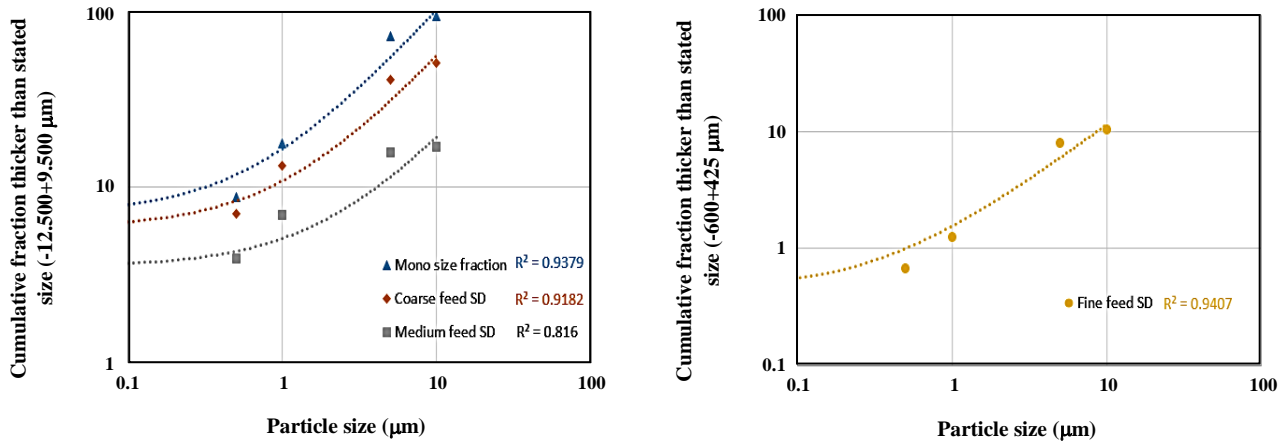 Cumulative fraction thicker than stated
size (-12.500+9.500 µm)
100
10
1
0.1
1
10
100
Particle size (µm)
Mono size fraction R² = 0.9379
Coarse feed SD R² = 0.9182
Medium feed SD R² = 0.816
Cumulative fraction thicker than stated
size (-600+425 µm)
100
10
1
0.1
0.1
1
10
100
Particle size (µm)
Fine feed SD R² = 0.9407